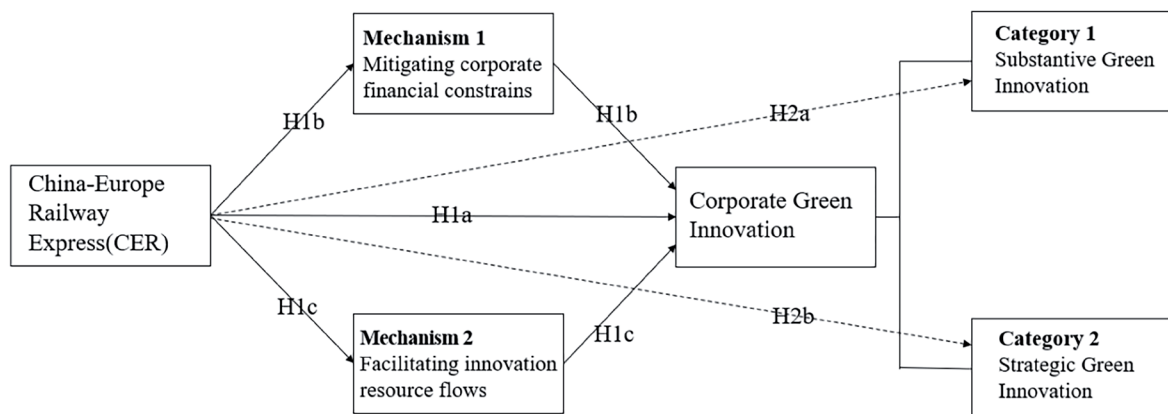 Mechanism 1
Mitigating corporate
financial constrains
Category 1
Substantive Green
Innovation
H1b
H1b
H2a
China-Europe
Railway
Express(CER)
H1a
Corporate Green
Innovation
H1c
H1c
H2b
Mechanism 2
Facilitating innovation
resource flows
Category 2
Strategic Green
Innovation